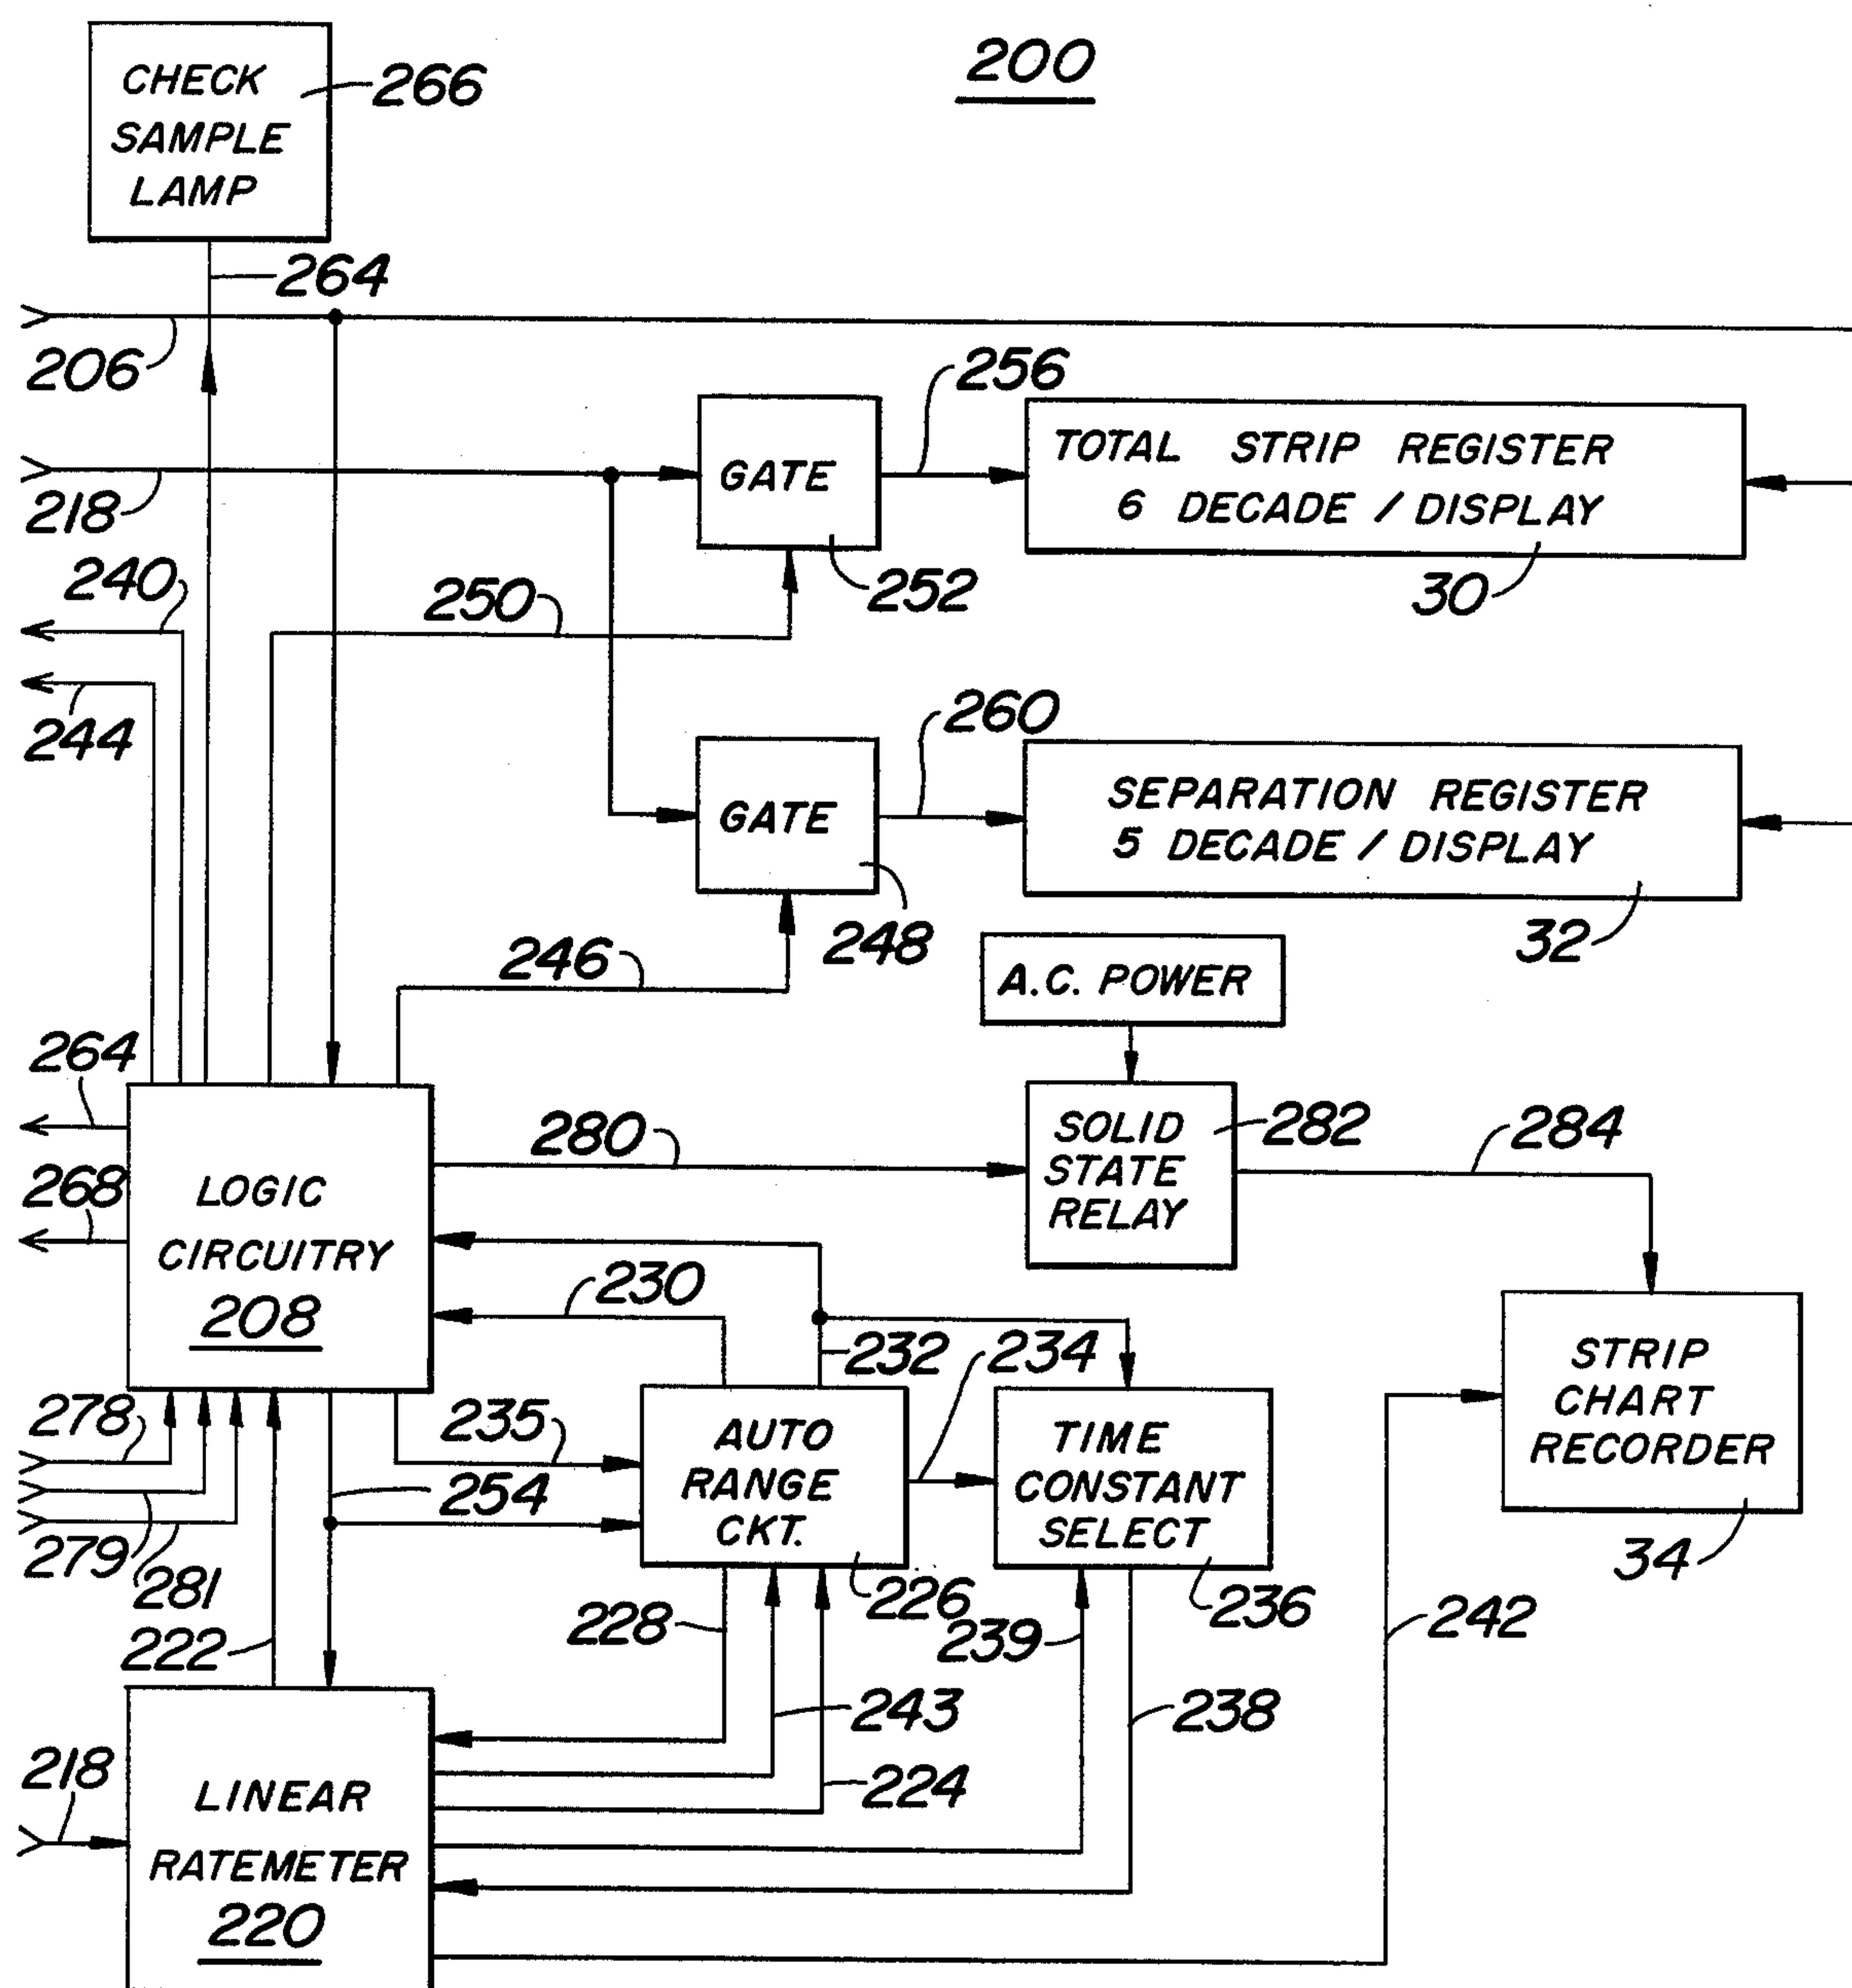 200
CHECK
SAMPLE
LAMP
266
264
206
256
TOTAL STRIP REGISTER
6 DECADE / DISPLAY
GATE
218
252
30
240
250
244
260
SEPARATION REGISTER
5 DECADE / DISPLAY
GATE
248
32
246
A.C. POWER
264
280
SOLID
STATE
RELAY
282
284
268
LOGIC
CIRCUITRY
208
230
232
234
STRIP
CHART
RECORDER
34
278
235
254
AUTO
RANGE
CKT.
TIME
CONSTANT
SELECT
279
281
226
236
228
239
242
222
243
238
224
218
LINEAR
RATEMETER
220